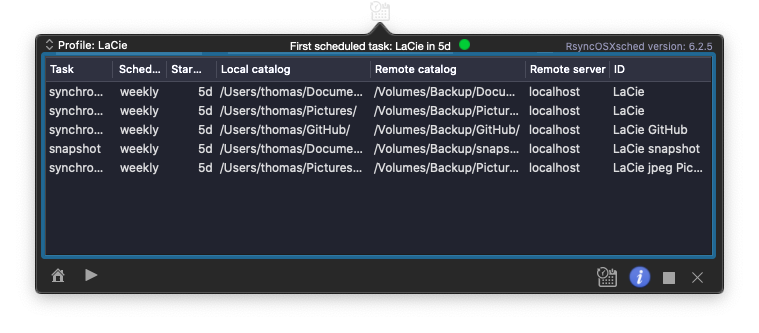 Profile: LaCie First scheduled task: LaCie in 5d RsyncOSXsched version: 6.2.5
Task Sched... Star... Local catalog Remote catalog Remote server ID
synchro... weekly 5d /Users/thomas/Docume... /Volumes/Backup/Docu... localhost LaCie
synchro... weekly 5d /Users/thomas/Pictures/ /Volumes/Backup/Pictur... localhost LaCie
synchro... weekly 5d /Users/thomas/GitHub/ /Volumes/Backup/GitHub/ localhost LaCie GitHub
snapshot weekly 5d /Users/thomas/Docume... /Volumes/Backup/snaps... localhost LaCie snapshot
synchro... weekly 5d /Users/thomas/Pictures... /Volumes/Backup/Pictur... localhost LaCie jpeg Pic...